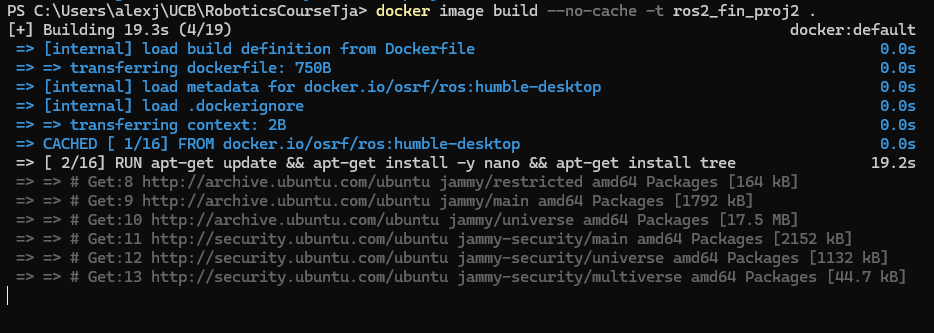 PS C:\Users\alexj\UCB\RoboticsCourseTja> docker image build --no-cache -t ros2_fin_proj2 .
[+] Building 19.3s (4/19) docker:default
=> [internal] load build definition from Dockerfile 0.0s
=> => transferring dockerfile: 750B 0.0s
=> [internal] load metadata for docker.io/osrf/ros:humble-desktop 0.0s
=> [internal] load .dockerignore 0.0s
=> => transferring context: 2B 0.0s
=> CACHED [ 1/16] FROM docker.io/osrf/ros:humble-desktop 0.0s
=> [ 2/16] RUN apt-get update && apt-get install -y nano && apt-get install tree 19.2s
=> => # Get:8 http://archive.ubuntu.com/ubuntu jammy/restricted amd64 Packages [164 kB]
=> => # Get:9 http://archive.ubuntu.com/ubuntu jammy/main amd64 Packages [1792 kB]
=> => # Get:10 http://archive.ubuntu.com/ubuntu jammy/universe amd64 Packages [17.5 MB]
=> => # Get:11 http://security.ubuntu.com/ubuntu jammy-security/main amd64 Packages [2152 kB]
=> => # Get:12 http://security.ubuntu.com/ubuntu jammy-security/universe amd64 Packages [1132 kB]
=> => # Get:13 http://security.ubuntu.com/ubuntu jammy-security/multiverse amd64 Packages [44.7 kB]